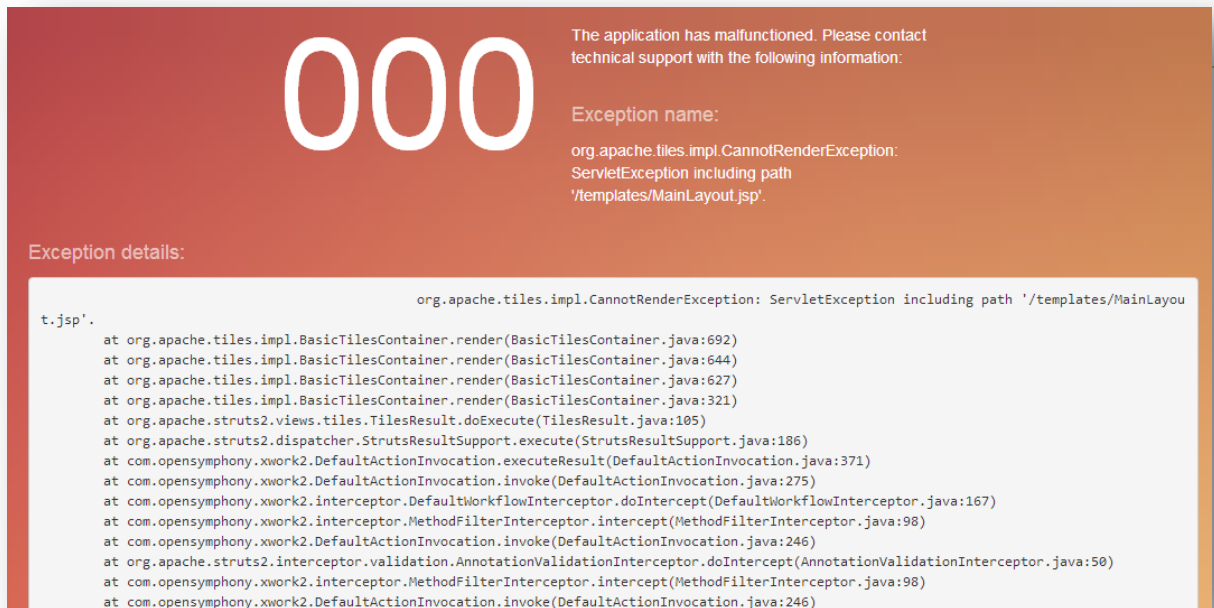 000
The application has malfunctioned. Please contact
technical support with the following information:
Exception name:
org.apache.tiles.impl.CannotRenderException:
ServletException including path
'/templates/MainLayout.jsp'.
Exception details:
org.apache.tiles.impl.CannotRenderException: ServletException including path '/templates/MainLayou
t.jsp'.
at org.apache.tiles.impl.BasicTilesContainer.render(BasicTilesContainer.java:692)
at org.apache.tiles.impl.BasicTilesContainer.render(BasicTilesContainer.java:644)
at org.apache.tiles.impl.BasicTilesContainer.render(BasicTilesContainer.java:627)
at org.apache.tiles.impl.BasicTilesContainer.render(BasicTilesContainer.java:321)
at org.apache.struts2.views.tiles.TilesResult.doExecute(TilesResult.java:105)
at org.apache.struts2.dispatcher.StrutsResultSupport.execute(StrutsResultSupport.java:186)
at com.opensymphony.xwork2.DefaultActionInvocation.executeResult(DefaultActionInvocation.java:371)
at com.opensymphony.xwork2.DefaultActionInvocation.invoke(DefaultActionInvocation.java:275)
at com.opensymphony.xwork2.interceptor.DefaultWorkflowInterceptor.doIntercept(DefaultWorkflowInterceptor.java:167)
at com.opensymphony.xwork2.interceptor.MethodFilterInterceptor.intercept(MethodFilterInterceptor.java:98)
at com.opensymphony.xwork2.DefaultActionInvocation.invoke(DefaultActionInvocation.java:246)
at org.apache.struts2.interceptor.validation.AnnotationValidationInterceptor.doIntercept(AnnotationValidationInterceptor.java:50)
at com.opensymphony.xwork2.interceptor.MethodFilterInterceptor.intercept(MethodFilterInterceptor.java:98)
at com.opensymphony.xwork2.DefaultActionInvocation.invoke(DefaultActionInvocation.java:246)